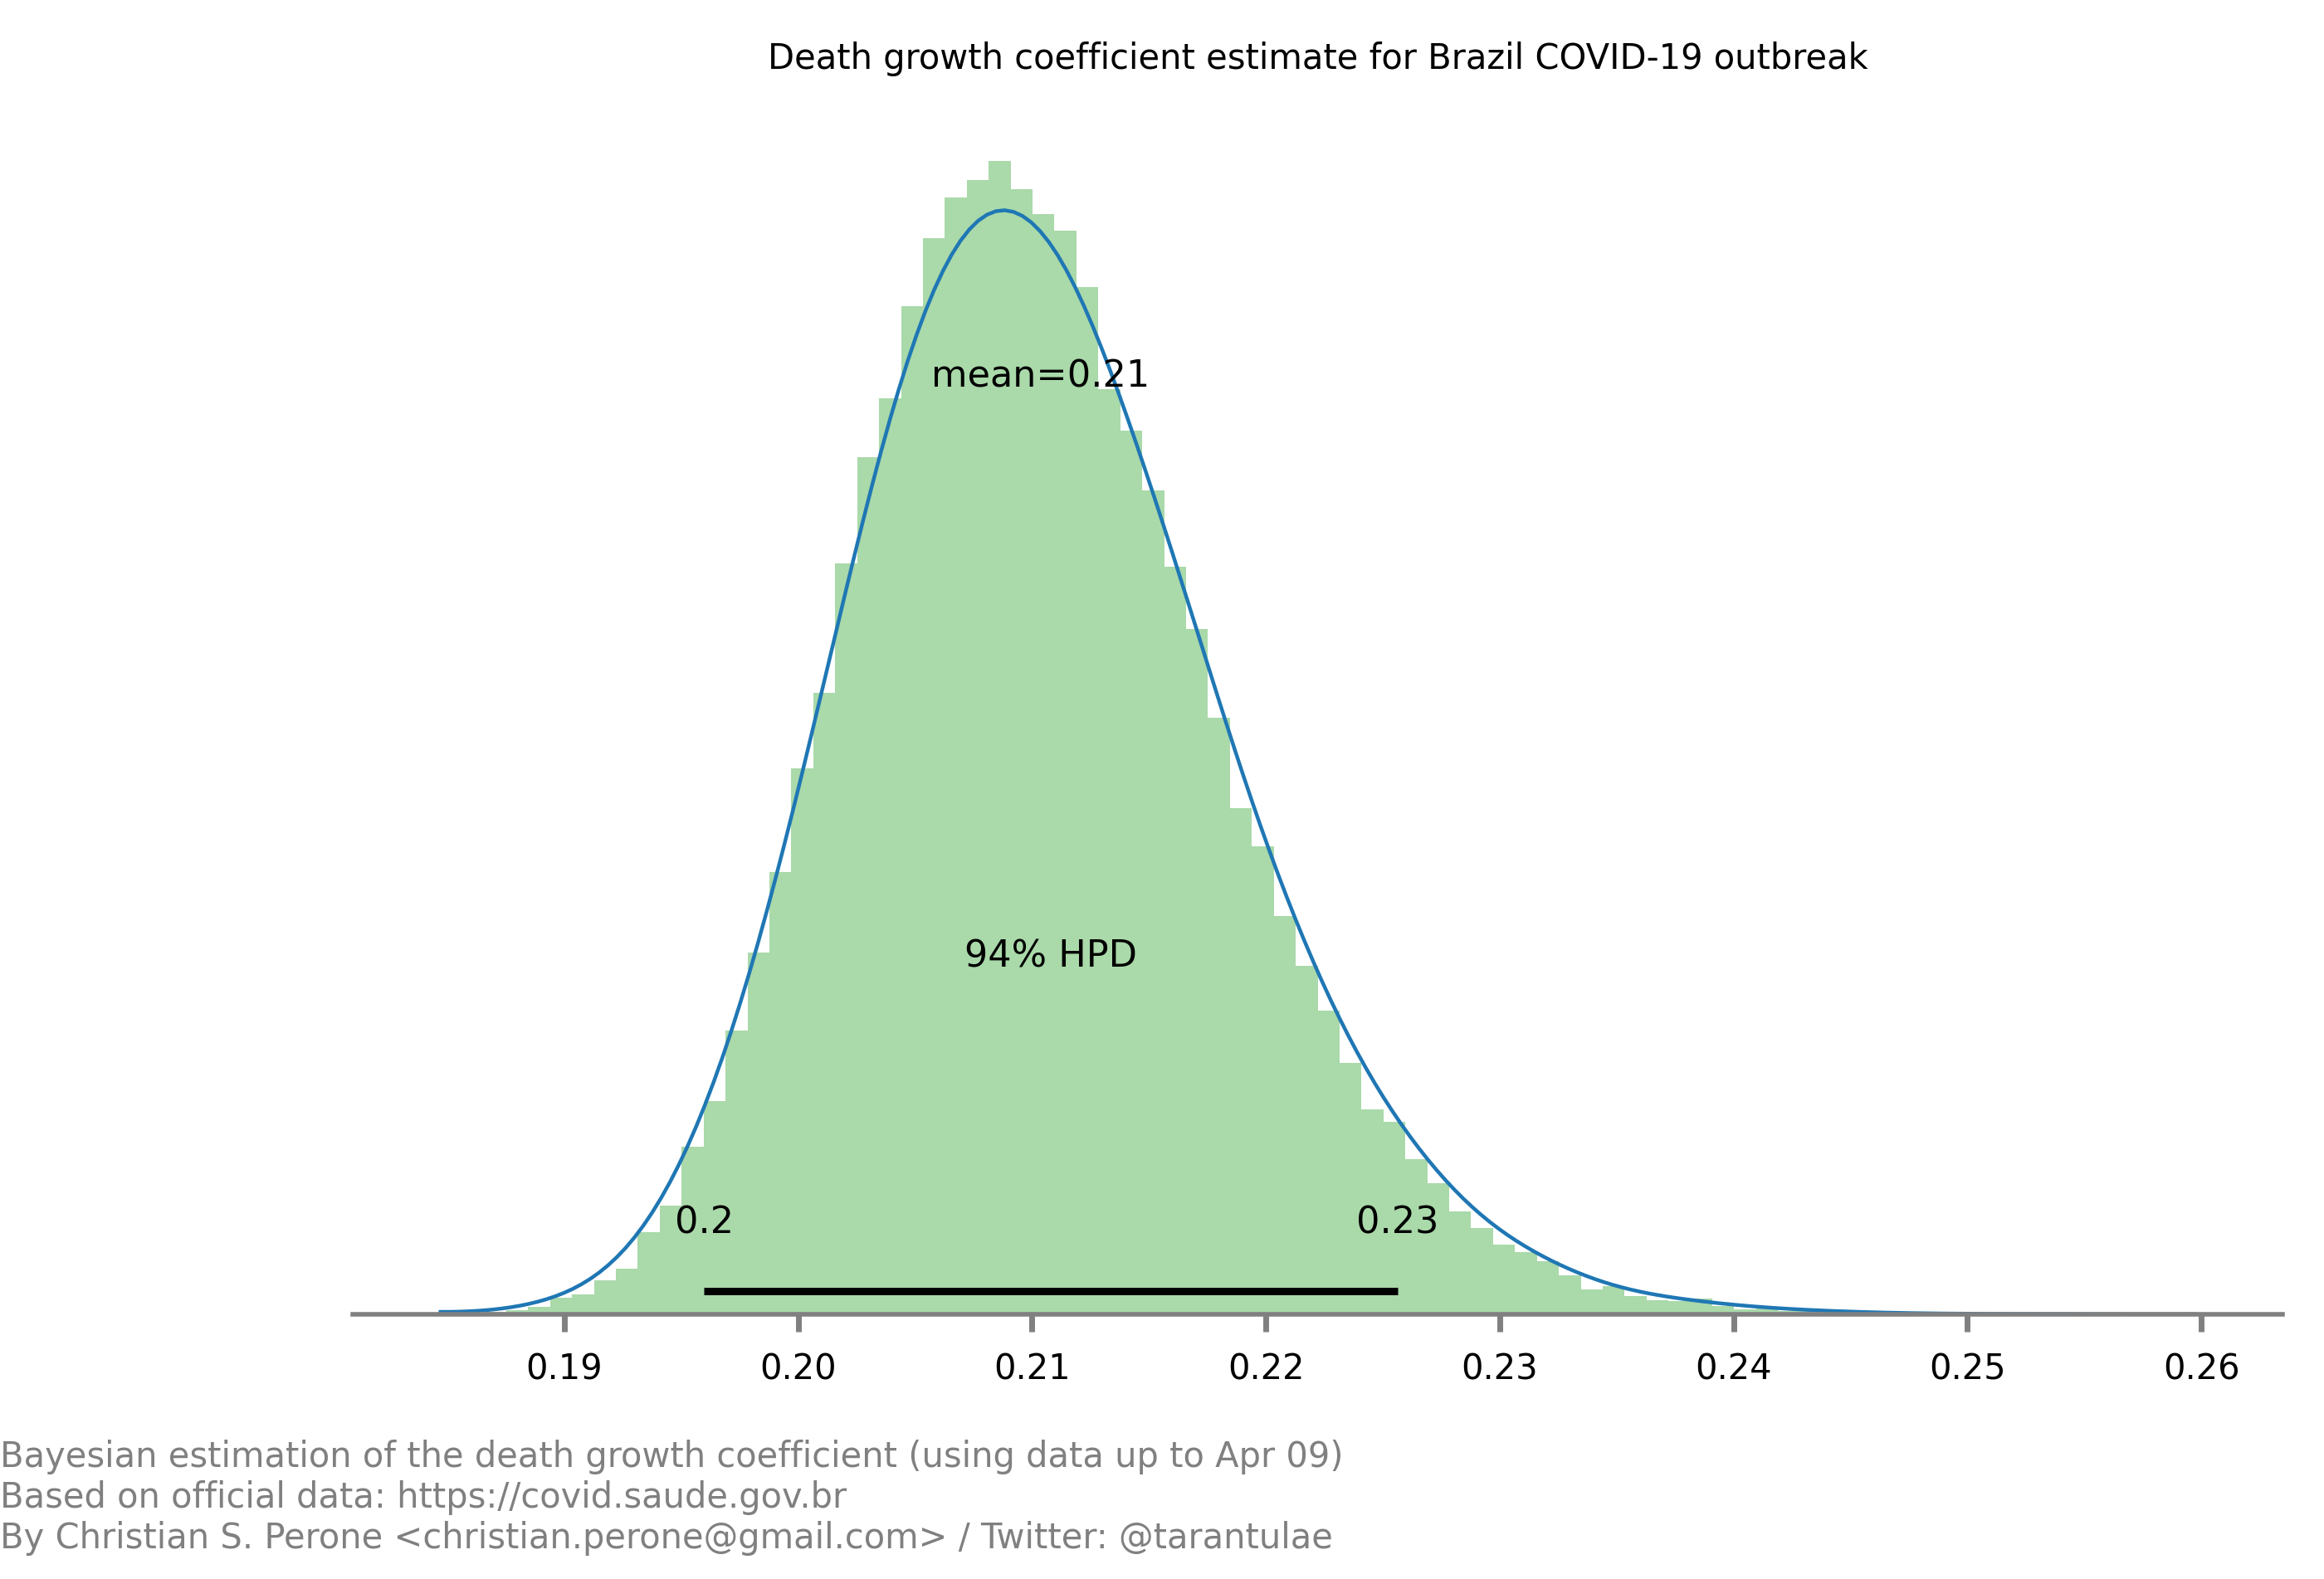 Death growth coefficient estimate for Brazil COVID-19 outbreak
mean=0.21
94% HPD
0.2
0.23
0.19
0.20
0.21
0.22
0.23
0.24
0.25
0.26
Bayesian estimation of the death growth coefficient (using data up to Apr 09)
Based on official data: https://covid.saude.gov.br
By Christian S. Perone <christian.perone@gmail.com> / Twitter: @tarantulae